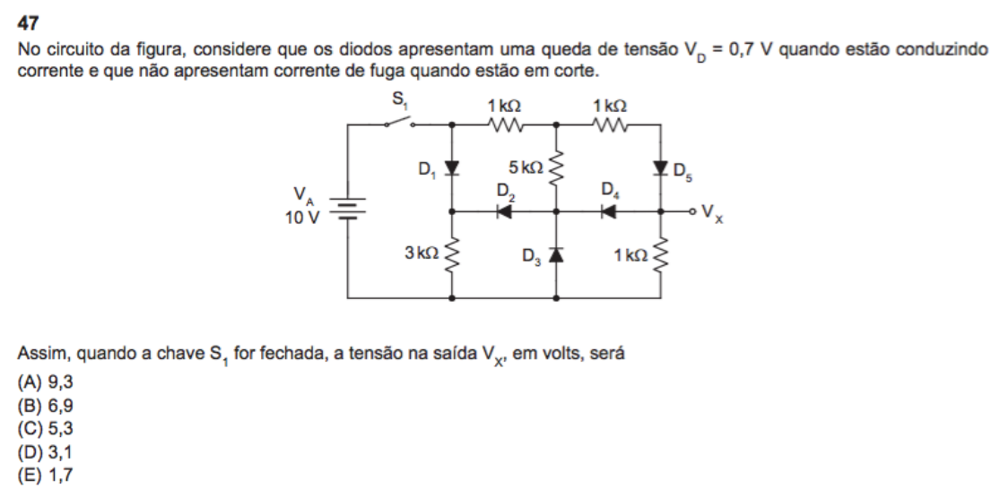 47
No circuito da figura, considere que os diodos apresentam uma queda de tensão V_D = 0,7 V quando estão conduzindo
corrente e que não apresentam corrente de fuga quando estão em corte.
S₁
1 kΩ
1 kΩ
D₁
5 kΩ
D₅
D₂
D₄
V_A
10 V
V_X
3 kΩ
D₃
1 kΩ
Assim, quando a chave S₁ for fechada, a tensão na saída V_X, em volts, será
(A) 9,3
(B) 6,9
(C) 5,3
(D) 3,1
(E) 1,7